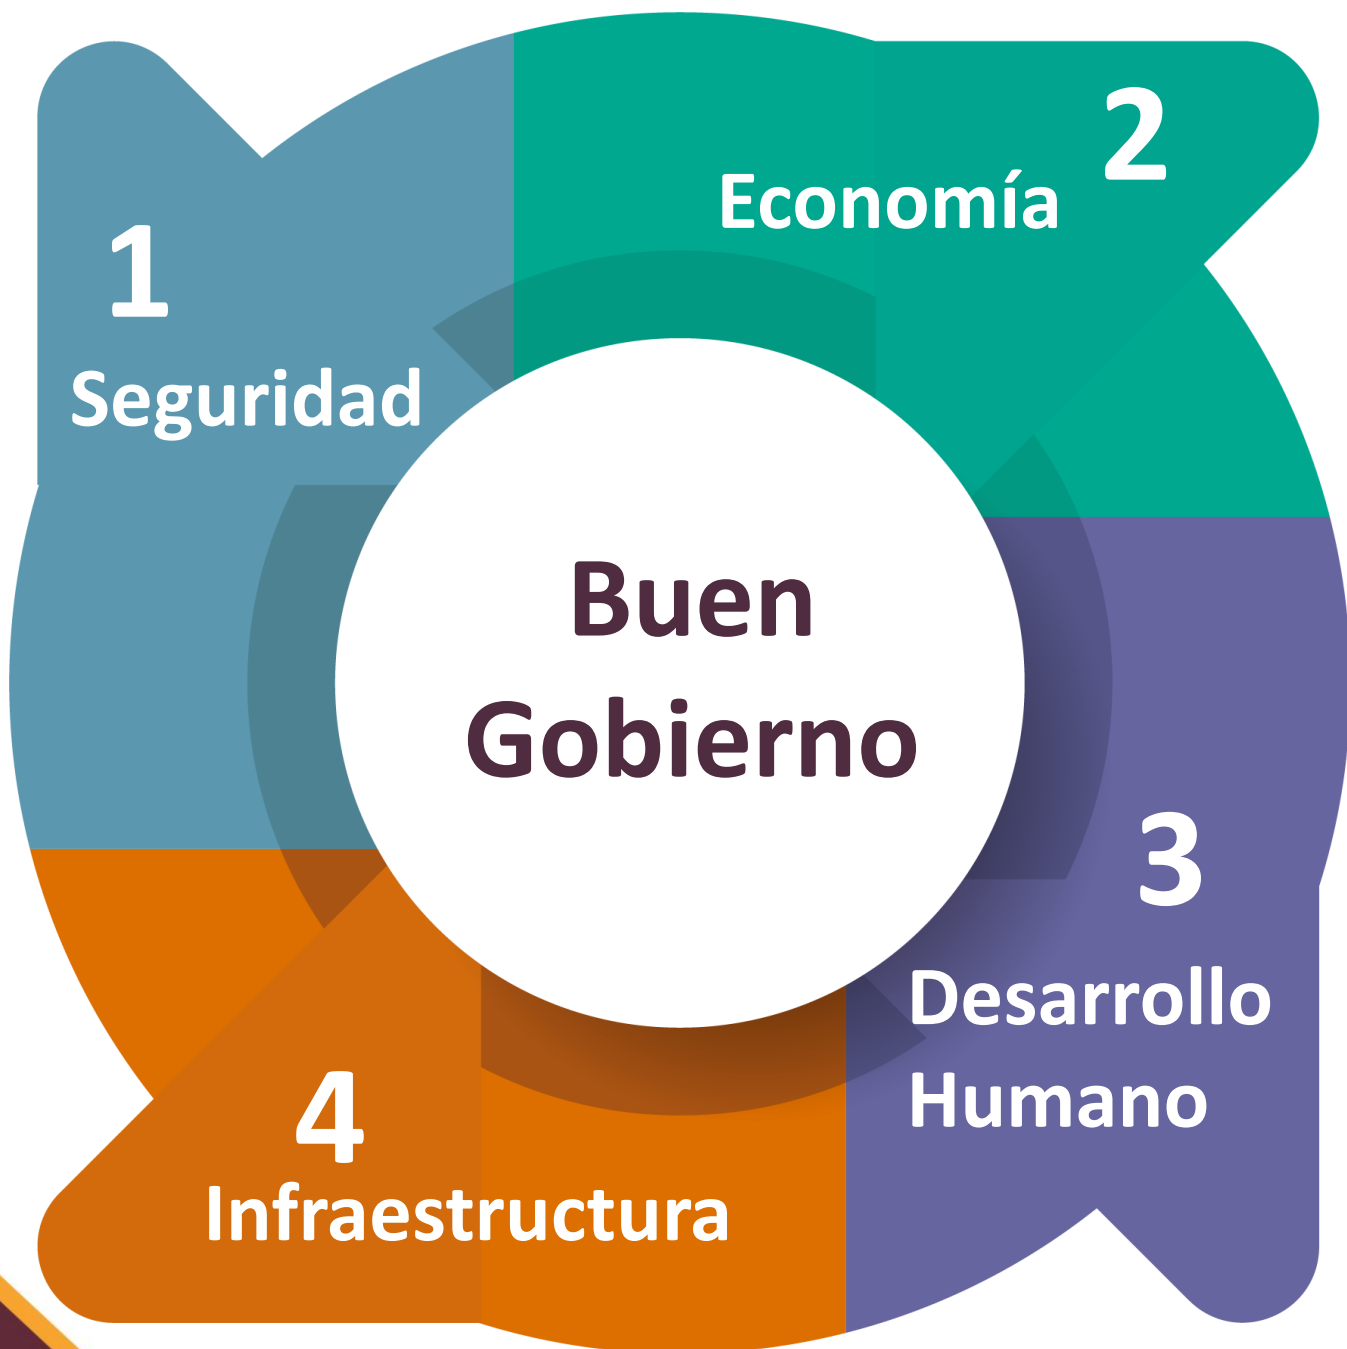 1
Seguridad
2
Economía
Buen
Gobierno
3
Desarrollo
Humano
4
Infraestructura